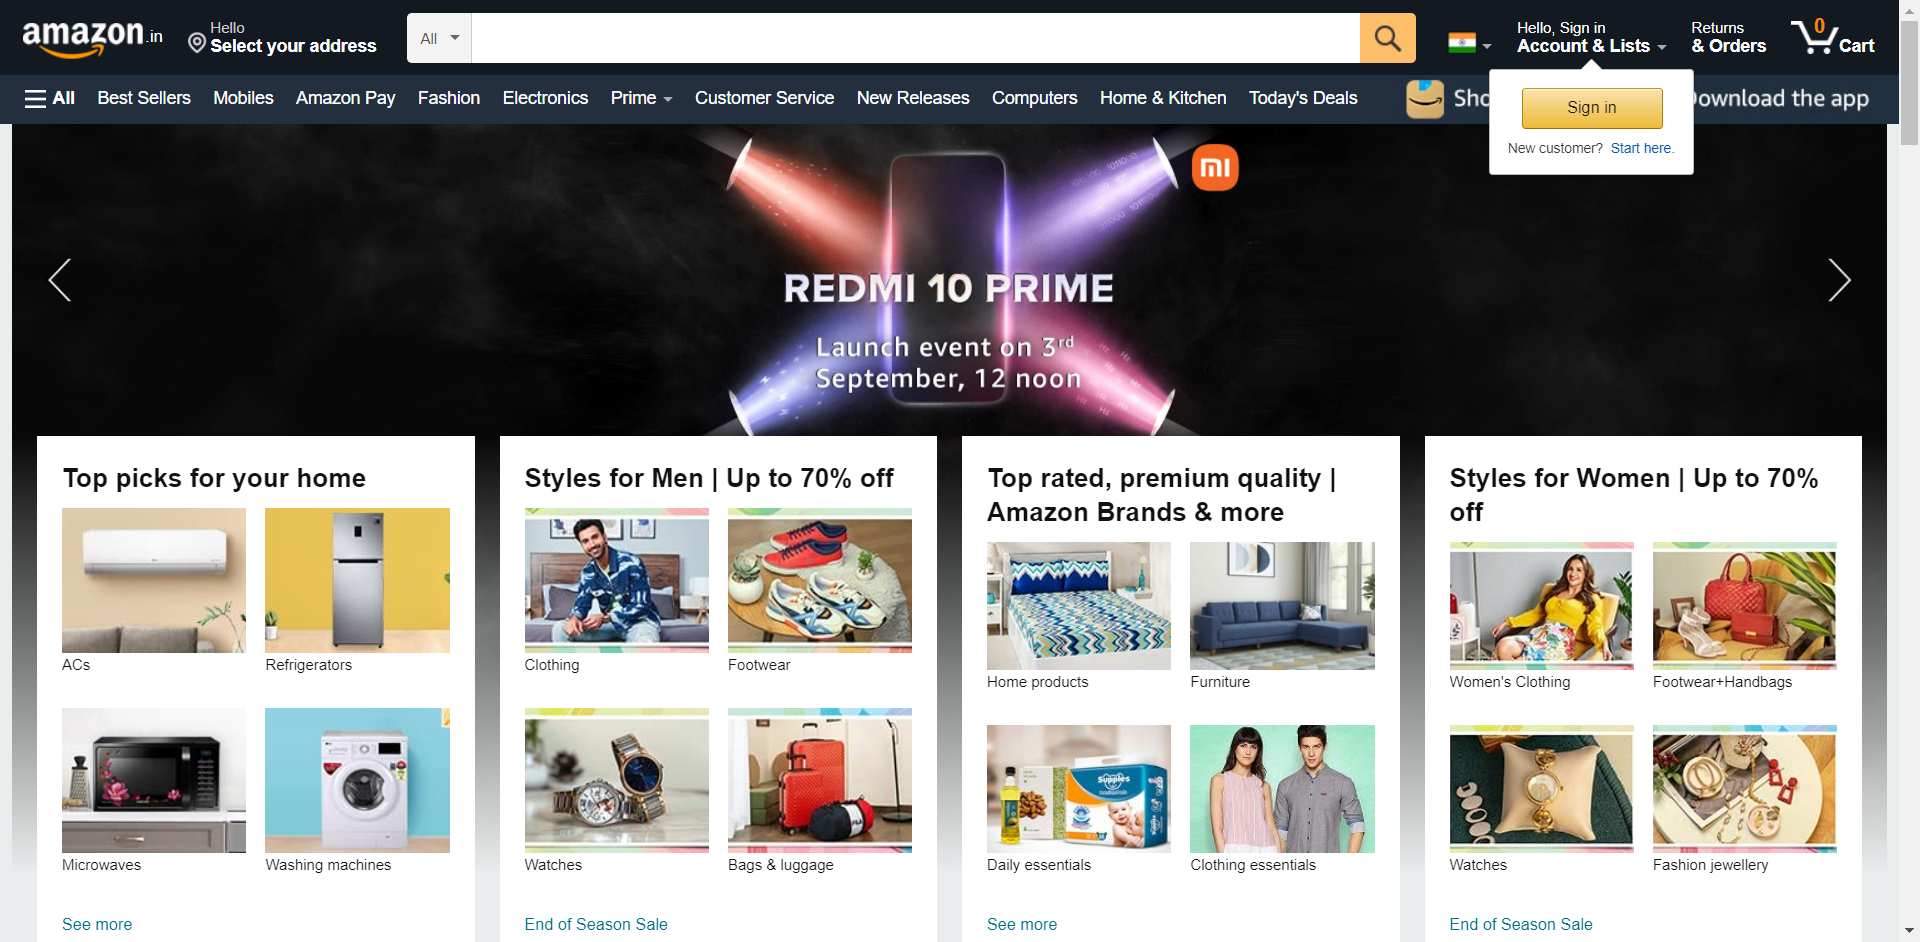 amazon.in
Hello
Select your address
All
Hello, Sign in
Account & Lists
Returns
& Orders
0
Cart
All
Best Sellers
Mobiles
Amazon Pay
Fashion
Electronics
Prime
Customer Service
New Releases
Computers
Home & Kitchen
Today's Deals
Download the app
Sign in
New customer? Start here.
REDMI 10 PRIME
Launch event on 3rd
September, 12 noon
Top picks for your home
ACs
Refrigerators
Microwaves
Washing machines
See more
Styles for Men | Up to 70% off
Clothing
Footwear
Watches
Bags & luggage
End of Season Sale
Top rated, premium quality |
Amazon Brands & more
Home products
Furniture
Supples
Daily essentials
Clothing essentials
See more
Styles for Women | Up to 70%
off
Women's Clothing
Footwear+Handbags
Watches
Fashion jewellery
End of Season Sale